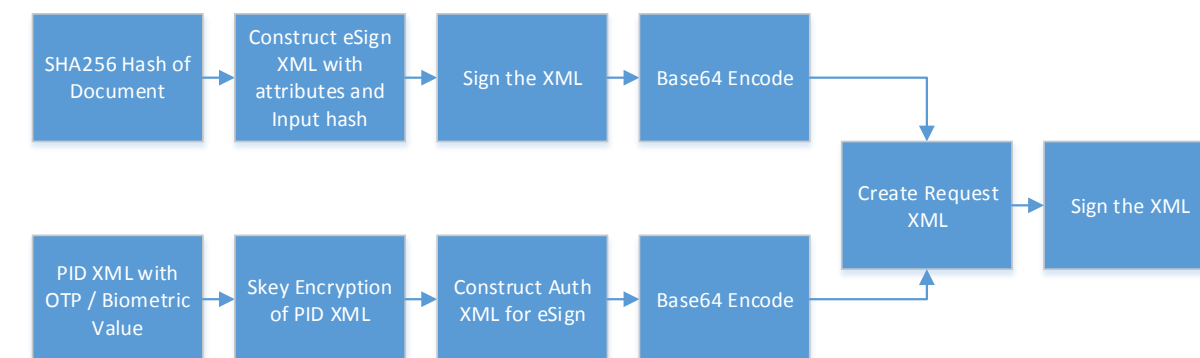 SHA256 Hash of
Document
Construct eSign
XML with
attributes and
Input hash
Sign the XML
Base64 Encode
Create Request
XML
Sign the XML
PID XML with
OTP / Biometric
Value
Skey Encryption
of PID XML
Construct Auth
XML for eSign
Base64 Encode